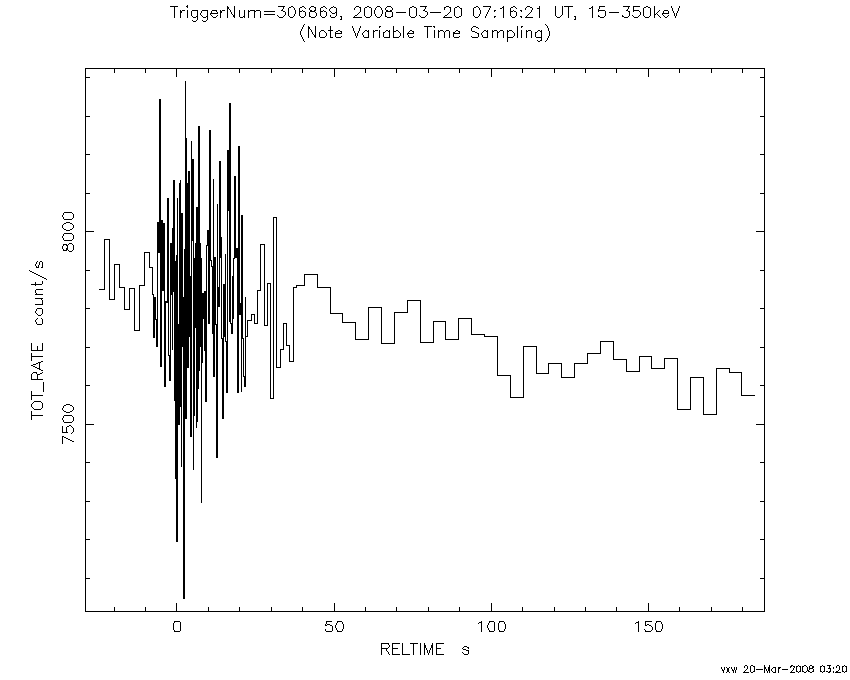 TriggerNum=306869, 2008-03-20 07:16:21 UT, 15-350keV
(Note Variable Time Sampling)
TOT_RATE count/s
8000
7500
0 50 100 150
RELTIME s
vxw 20-Mar-2008 03:20